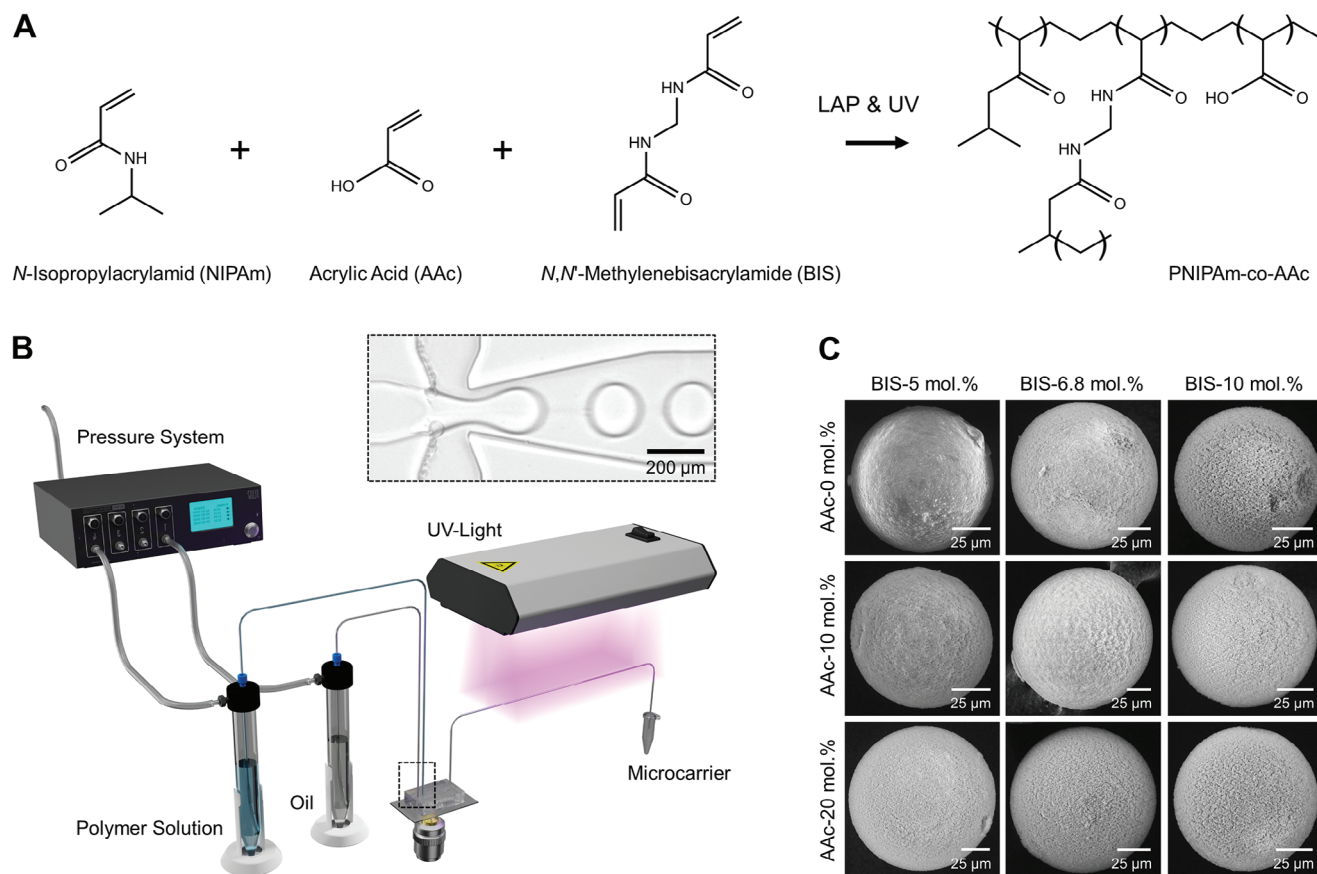 A
O
NH
+
HO
O
+
O
HN
HN
O
LAP & UV
O
HN
O
HO
O
HN
O
N-Isopropylacrylamid (NIPAm)
Acrylic Acid (AAc)
N,N'-Methylenebisacrylamide (BIS)
PNIPAm-co-AAc
B
Pressure System
200 µm
UV-Light
Oil
Polymer Solution
Microcarrier
C
BIS-5 mol.%
BIS-6.8 mol.%
BIS-10 mol.%
AAc-0 mol.%
25 µm
25 µm
25 µm
AAc-10 mol.%
25 µm
25 µm
25 µm
AAc-20 mol.%
25 µm
25 µm
25 µm